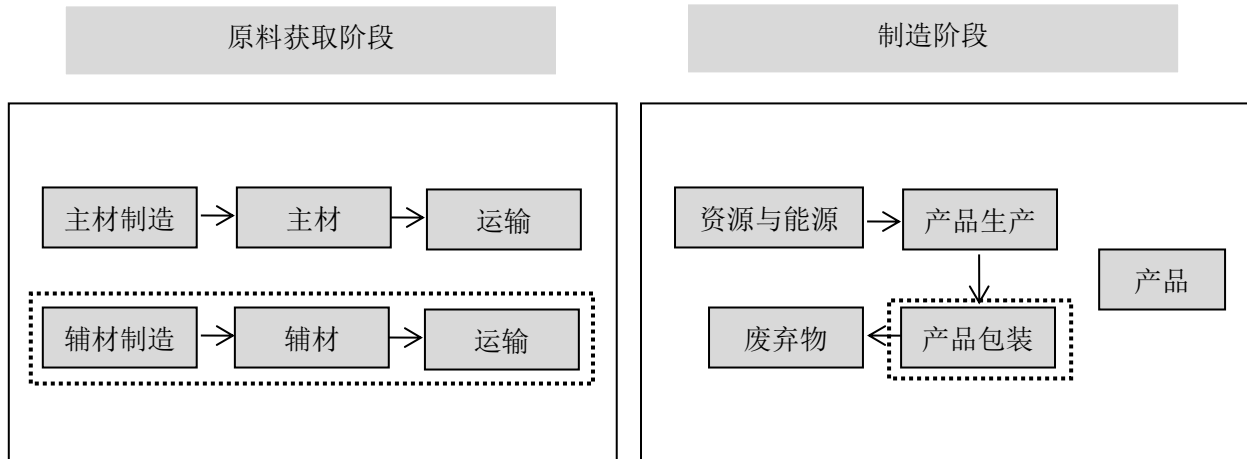 原料获取阶段
制造阶段
主材制造
主材
运输
辅材制造
辅材
运输
资源与能源
产品生产
产品
废弃物
产品包装